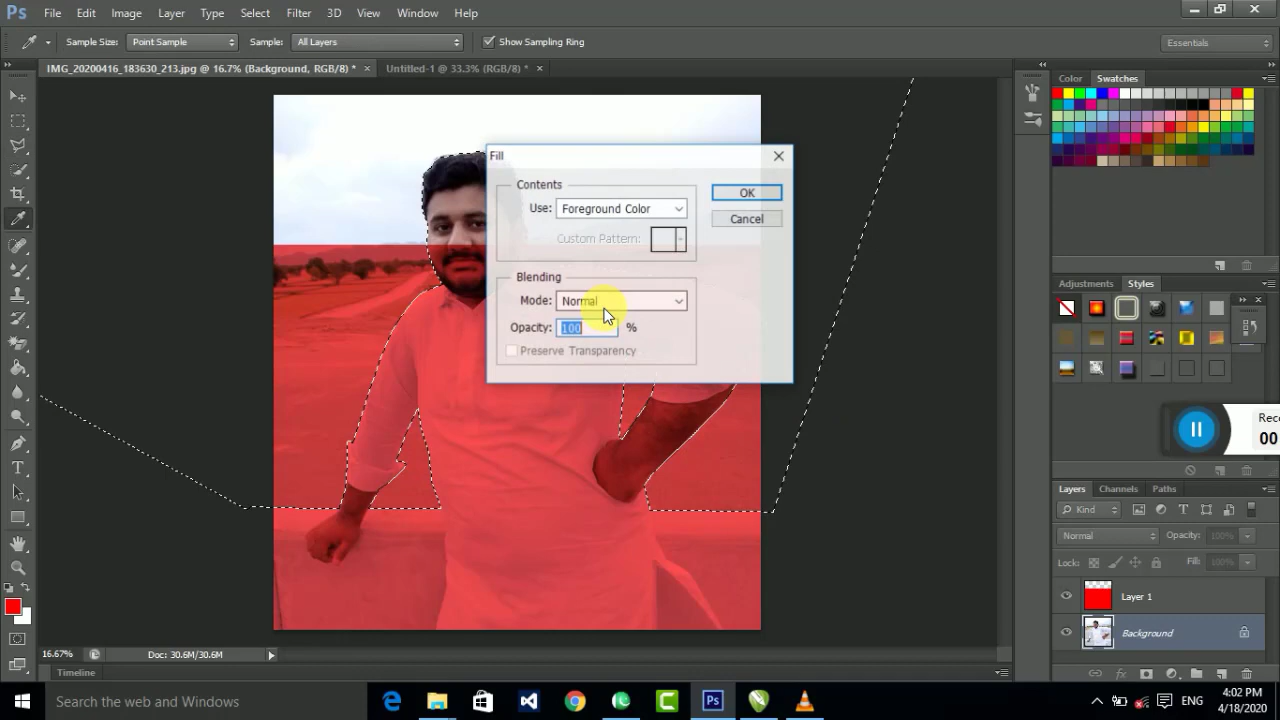 Ps File Edit Image Layer Type Select Filter 3D View Window Help
Sample Size: Point Sample Sample: All Layers Show Sampling Ring Essentials
IMG_20200416_183630_213.jpg @ 16.7% (Background, RGB/8) * × Untitled-1 @ 33.3% (RGB/8) * ×
Color Swatches
Fill
Contents
OK
Use: Foreground Color
Cancel
Custom Pattern:
Blending
Mode: Normal
Opacity: 100 %
Preserve Transparency
Adjustments Styles
Rec
00
Layers Channels Paths
Kind
Normal Opacity: 100%
Lock: Fill: 100%
Layer 1
Background
16.67% Doc: 30.6M/30.6M
Timeline
Search the web and Windows
Ps
ENG
4:02 PM
4/18/2020